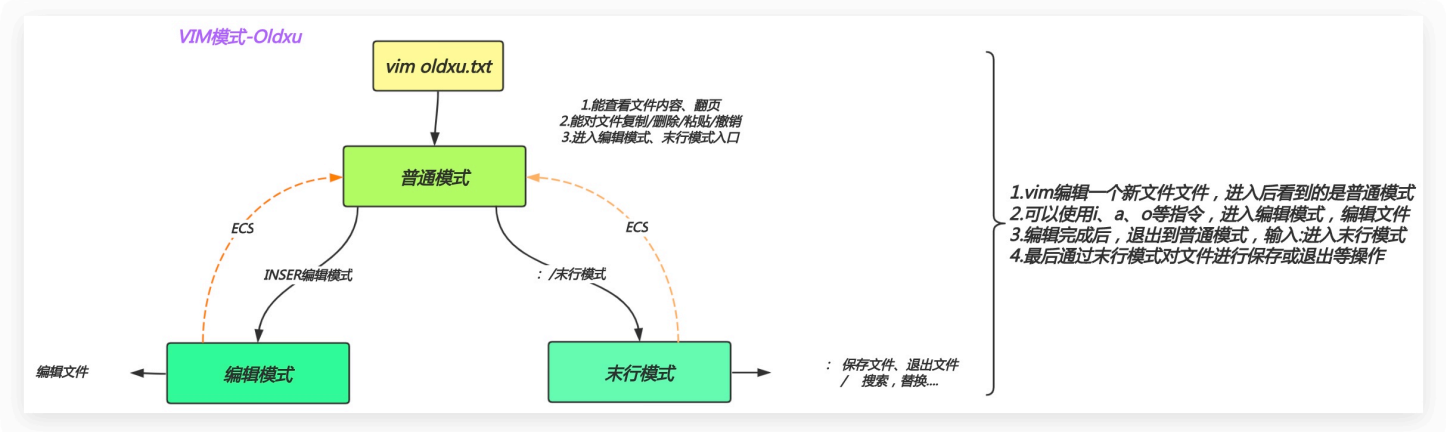 VIM模式-Oldxu
vim oldxu.txt
1.能查看文件内容、翻页
2.能对文件复制/删除/粘贴/撤销
3.进入编辑模式、末行模式入口
普通模式
ECS
ECS
INSER编辑模式
： /末行模式
编辑文件
编辑模式
末行模式
： 保存文件、退出文件
/ 搜索，替换....
1.vim编辑一个新文件文件，进入后看到的是普通模式
2.可以使用i、a、o等指令，进入编辑模式，编辑文件
3.编辑完成后，退出到普通模式，输入:进入末行模式
4.最后通过末行模式对文件进行保存或退出等操作